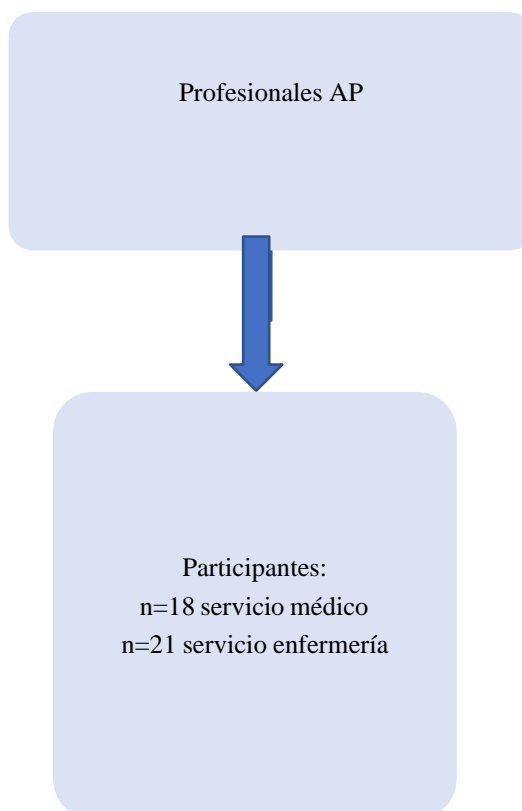 Profesionales AP
Participantes:
n=18 servicio médico
n=21 servicio enfermería